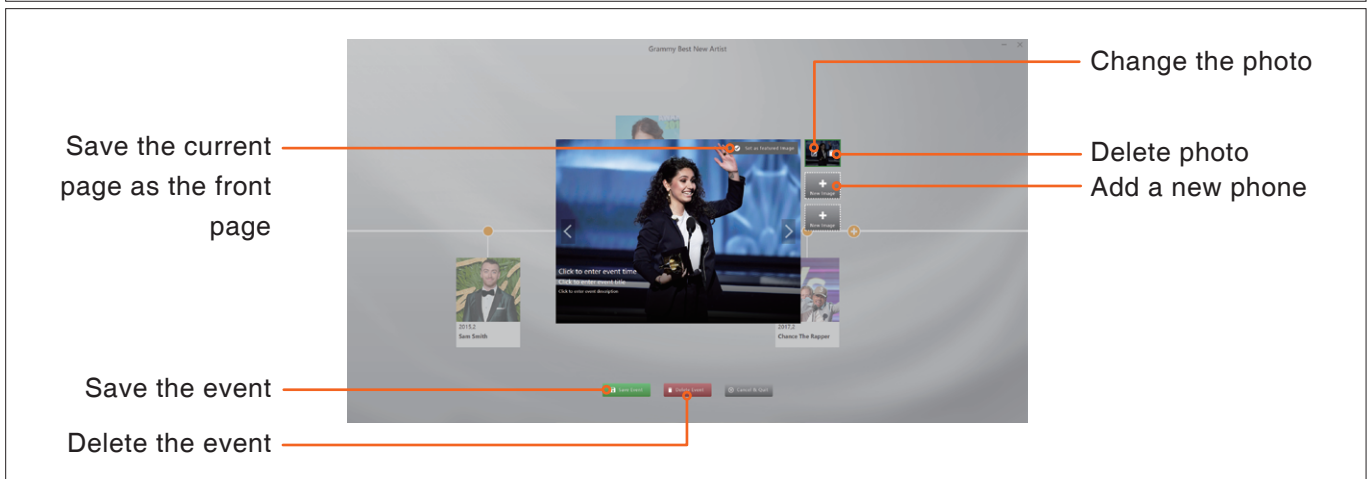 Grammy Best New Artist
Change the photo
Save the current
page as the front
page
Set as featured image
Delete photo
Add a new phone
New Image
New Image
Click to enter event time
Click to enter event title
Click to enter event description
2015.2
Sam Smith
2017.2
Chance The Rapper
Save the event
Save Event
Delete Event
Cancel & Quit
Delete the event